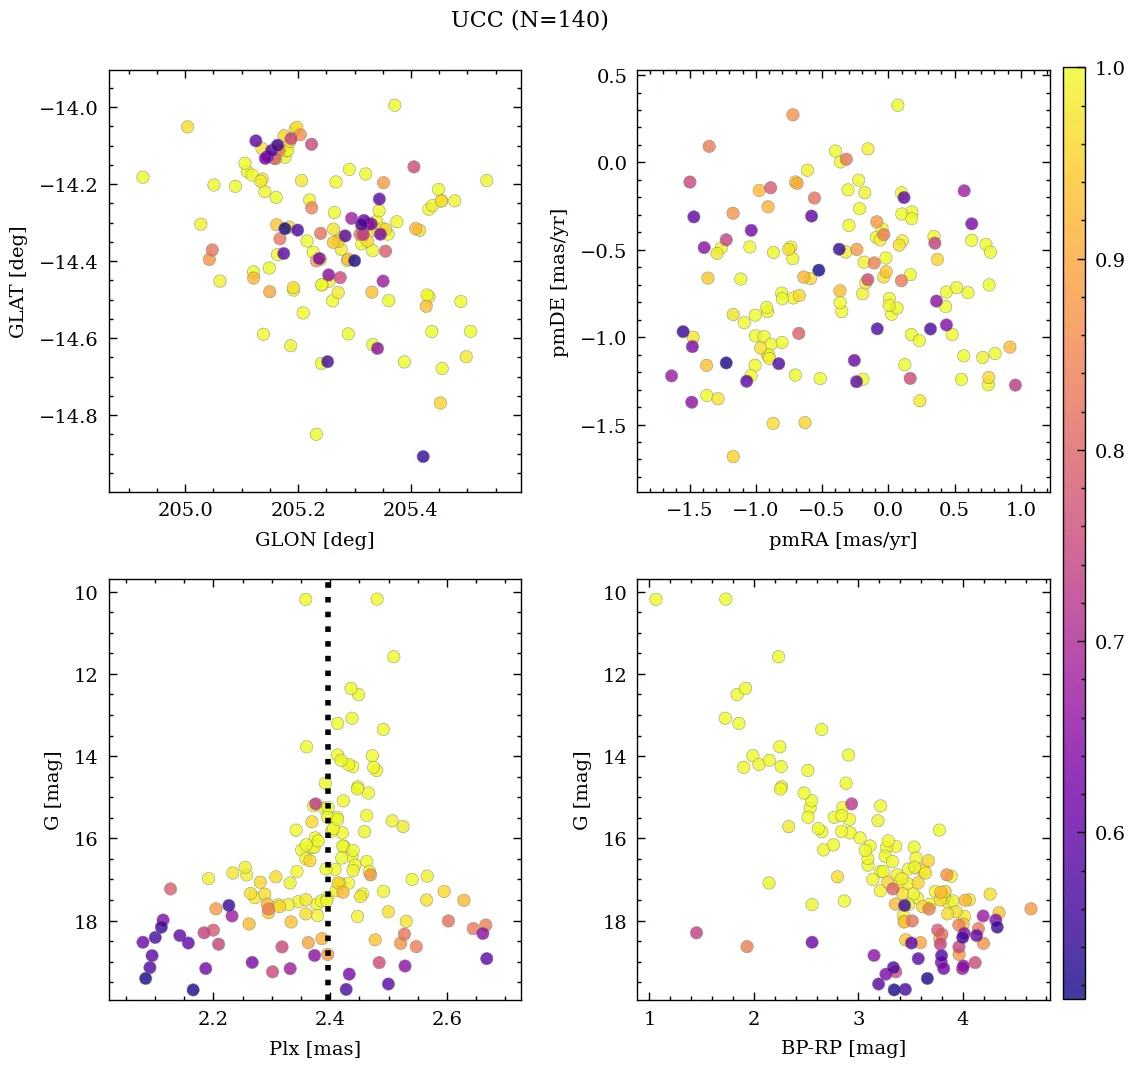 UCC (N=140)
−14.0
−14.2
−14.4
−14.6
−14.8
GLAT [deg]
205.0 205.2 205.4
GLON [deg]
0.5
0.0
−0.5
−1.0
−1.5
pmDE [mas/yr]
−1.5 −1.0 −0.5 0.0 0.5 1.0
pmRA [mas/yr]
1.0
0.9
0.8
0.7
0.6
10
12
14
16
18
G [mag]
2.2 2.4 2.6
Plx [mas]
10
12
14
16
18
G [mag]
1 2 3 4
BP-RP [mag]